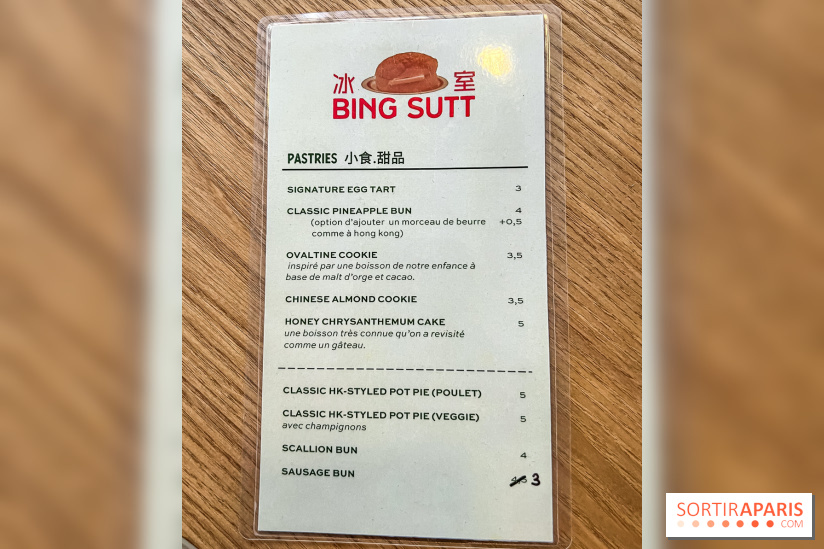 冰 室
BING SUTT
PASTRIES 小食.甜品
SIGNATURE EGG TART 3
CLASSIC PINEAPPLE BUN 4
(option d'ajouter un morceau de beurre +0,5
comme à hong kong)
OVALTINE COOKIE 3,5
inspiré par une boisson de notre enfance à
base de malt d'orge et cacao.
CHINESE ALMOND COOKIE 3,5
HONEY CHRYSANTHEMUM CAKE 5
une boisson très connue qu'on a revisité
comme un gâteau.
CLASSIC HK-STYLED POT PIE (POULET) 5
CLASSIC HK-STYLED POT PIE (VEGGIE) 5
avec champignons
SCALLION BUN 4
SAUSAGE BUN 3
SORTIRAPARIS
.COM